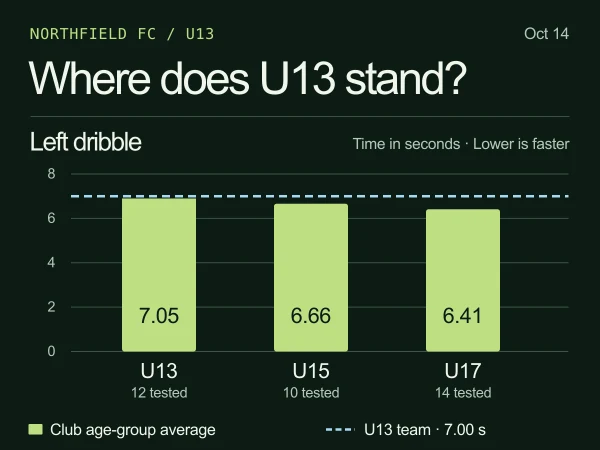 NORTHFIELD FC / U13
Oct 14
Where does U13 stand?
Left dribble
Time in seconds · Lower is faster
8
6
4
2
0
7.05
6.66
6.41
U13
U15
U17
12 tested
10 tested
14 tested
Club age-group average
U13 team · 7.00 s